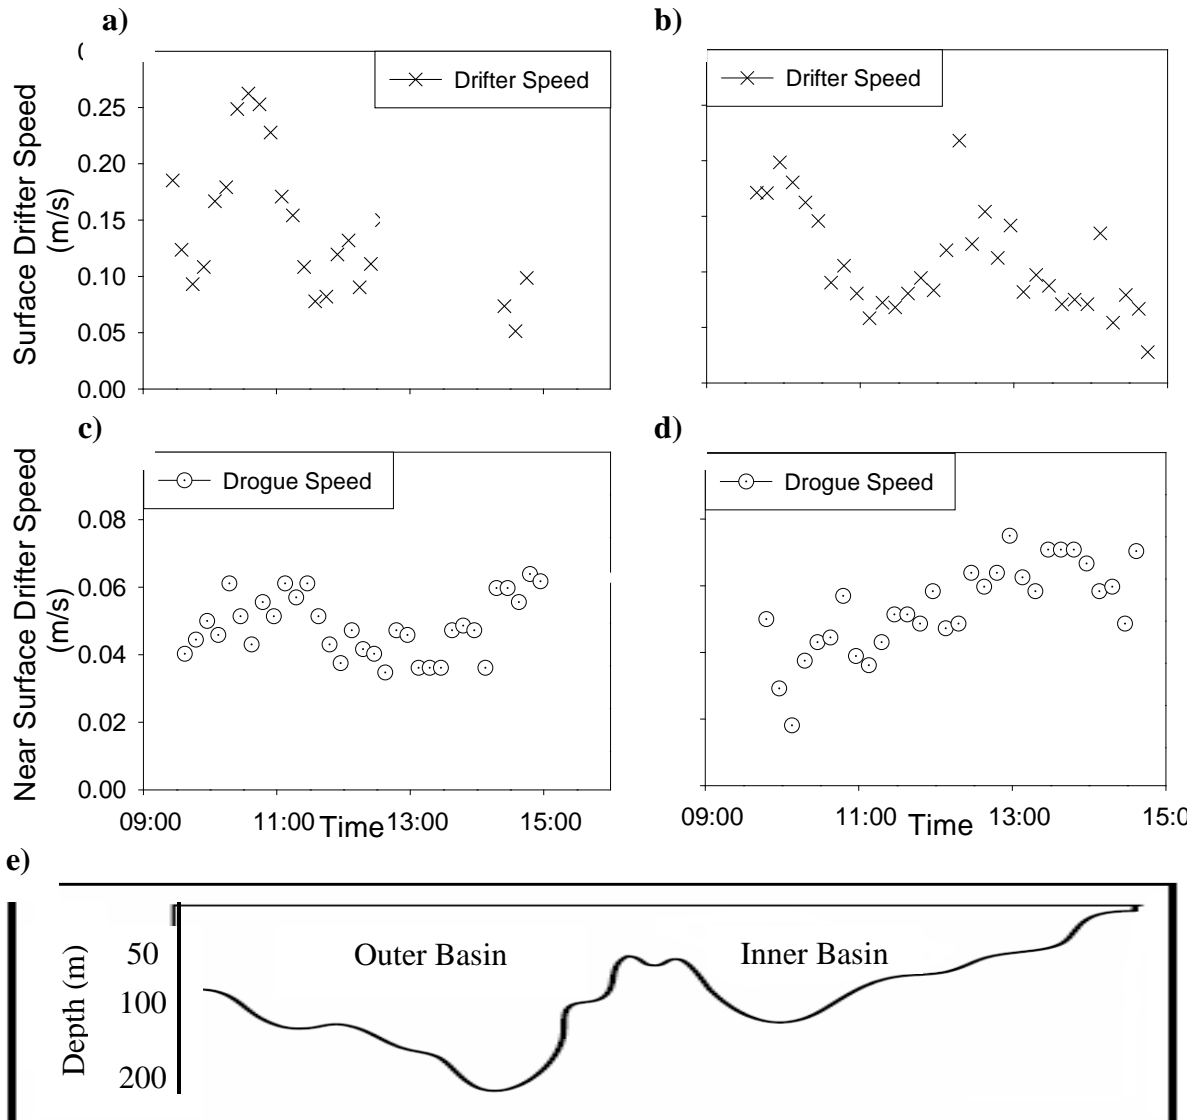 a)
b)
Surface Drifter Speed
(m/s)
Drifter Speed
Drifter Speed
0.25
0.20
0.15
0.10
0.05
0.00
09:00
11:00
13:00
15:00
c)
d)
Near Surface Drifter Speed
(m/s)
Drogue Speed
Drogue Speed
0.08
0.06
0.04
0.02
0.00
Time
09:00
11:00
13:00
15:0
Time
e)
Depth (m)
50
100
200
Outer Basin
Inner Basin